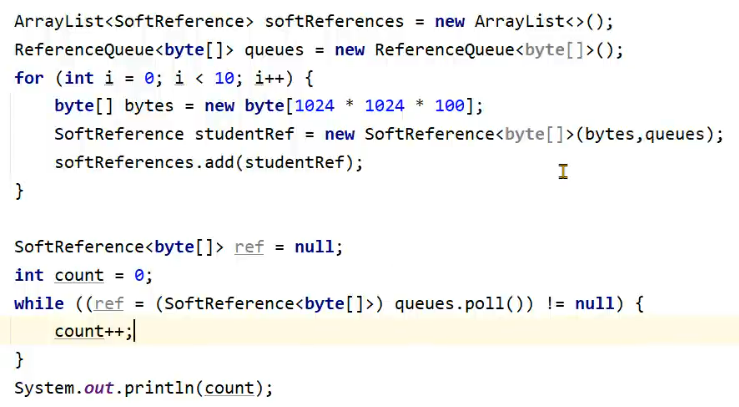 ArrayList<SoftReference> softReferences = new ArrayList<>();
ReferenceQueue<byte[]> queues = new ReferenceQueue<byte[]>();
for (int i = 0; i < 10; i++) {
    byte[] bytes = new byte[1024 * 1024 * 100];
    SoftReference studentRef = new SoftReference<byte[]>(bytes,queues);
    softReferences.add(studentRef);
}

SoftReference<byte[]> ref = null;
int count = 0;
while ((ref = (SoftReference<byte[]>) queues.poll()) != null) {
    count++;
}
System.out.println(count);